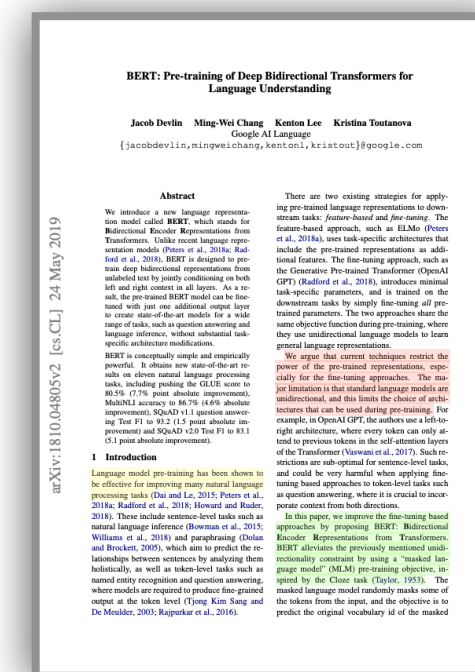 BERT: Pre-training of Deep Bidirectional Transformers for
Language Understanding
Jacob Devlin Ming-Wei Chang Kenton Lee Kristina Toutanova
Google AI Language
{jacobdevlin,mingweichang,kentonl,kristout}@google.com
arXiv:1810.04805v2 [cs.CL] 24 May 2019
Abstract
We introduce a new language representa-
tion model called BERT, which stands for
Bidirectional Encoder Representations from
Transformers. Unlike recent language repre-
sentation models (Peters et al., 2018a; Rad-
ford et al., 2018), BERT is designed to pre-
train deep bidirectional representations from
unlabeled text by jointly conditioning on both
left and right context in all layers. As a re-
sult, the pre-trained BERT model can be fine-
tuned with just one additional output layer
to create state-of-the-art models for a wide
range of tasks, such as question answering and
language inference, without substantial task-
specific architecture modifications.
BERT is conceptually simple and empirically
powerful. It obtains new state-of-the-art re-
sults on eleven natural language processing
tasks, including pushing the GLUE score to
80.5% (7.7% point absolute improvement),
MultiNLI accuracy to 86.7% (4.6% absolute
improvement), SQuAD v1.1 question answer-
ing Test F1 to 93.2 (1.5 point absolute im-
provement) and SQuAD v2.0 Test F1 to 83.1
(5.1 point absolute improvement).
1 Introduction
Language model pre-training has been shown to
be effective for improving many natural language
processing tasks (Dai and Le, 2015; Peters et al.,
2018a; Radford et al., 2018; Howard and Ruder,
2018). These include sentence-level tasks such as
natural language inference (Bowman et al., 2015;
Williams et al., 2018) and paraphrasing (Dolan
and Brockett, 2005), which aim to predict the re-
lationships between sentences by analyzing them
holistically, as well as token-level tasks such as
named entity recognition and question answering,
where models are required to produce fine-grained
output at the token level (Tjong Kim Sang and
De Meulder, 2003; Rajpurkar et al., 2016).
There are two existing strategies for apply-
ing pre-trained language representations to down-
stream tasks: feature-based and fine-tuning. The
feature-based approach, such as ELMo (Peters
et al., 2018a), uses task-specific architectures that
include the pre-trained representations as addi-
tional features. The fine-tuning approach, such as
the Generative Pre-trained Transformer (OpenAI
GPT) (Radford et al., 2018), introduces minimal
task-specific parameters, and is trained on the
downstream tasks by simply fine-tuning all pre-
trained parameters. The two approaches share the
same objective function during pre-training, where
they use unidirectional language models to learn
general language representations.
We argue that current techniques restrict the
power of the pre-trained representations, espe-
cially for the fine-tuning approaches. The ma-
jor limitation is that standard language models are
unidirectional, and this limits the choice of archi-
tectures that can be used during pre-training. For
example, in OpenAI GPT, the authors use a left-to-
right architecture, where every token can only at-
tend to previous tokens in the self-attention layers
of the Transformer (Vaswani et al., 2017). Such re-
strictions are sub-optimal for sentence-level tasks,
and could be very harmful when applying fine-
tuning based approaches to token-level tasks such
as question answering, where it is crucial to incor-
porate context from both directions.
In this paper, we improve the fine-tuning based
approaches by proposing BERT: Bidirectional
Encoder Representations from Transformers.
BERT alleviates the previously mentioned unidi-
rectionality constraint by using a "masked lan-
guage model" (MLM) pre-training objective, in-
spired by the Cloze task (Taylor, 1953). The
masked language model randomly masks some of
the tokens from the input, and the objective is to
predict the original vocabulary id of the masked